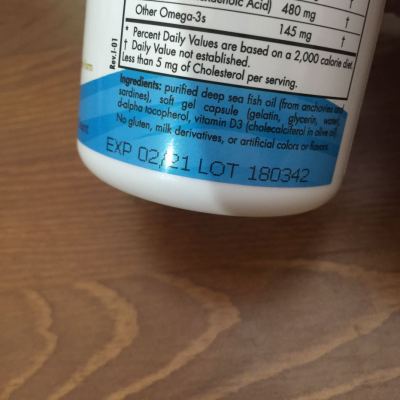 Acid) 480 mg †
Other Omega-3s 145 mg †
* Percent Daily Values are based on a 2,000 calorie diet.
† Daily Value not established.
Less than 5 mg of Cholesterol per serving.
Rev.I-01
Ingredients: purified deep sea fish oil (from anchovies and
sardines), soft gel capsule (gelatin, glycerin, water,
d-alpha tocopherol, vitamin D3 (cholecalciferol in olive oil).
No gluten, milk derivatives, or artificial colors or flavors.
EXP 02/21 LOT 180342